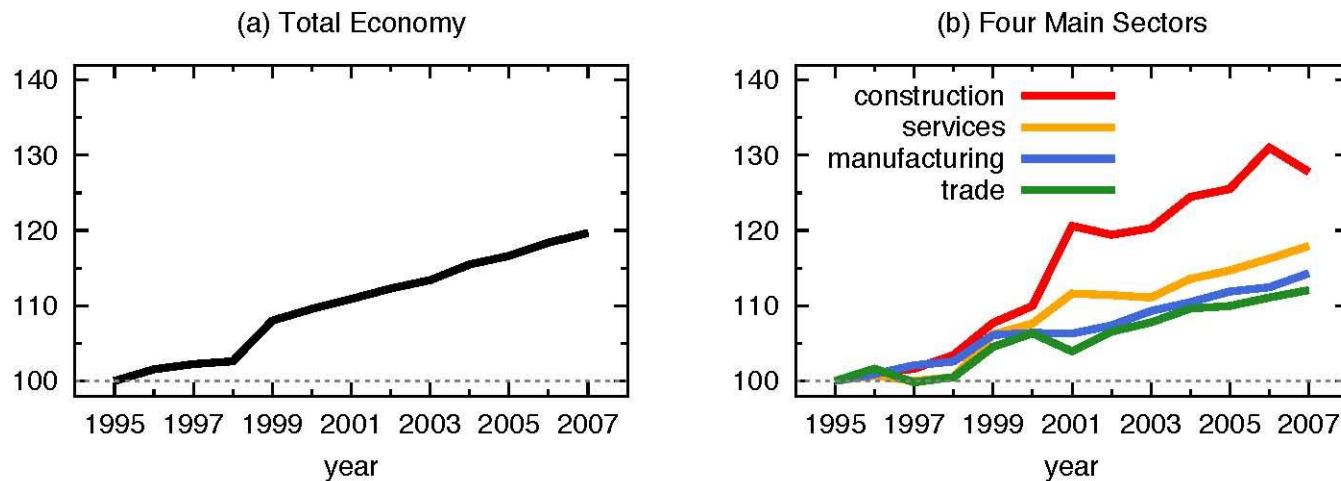 (a) Total Economy
140
130
120
110
100
1995 1997 1999 2001 2003 2005 2007
year
(b) Four Main Sectors
140
130
120
110
100
construction
services
manufacturing
trade
1995 1997 1999 2001 2003 2005 2007
year